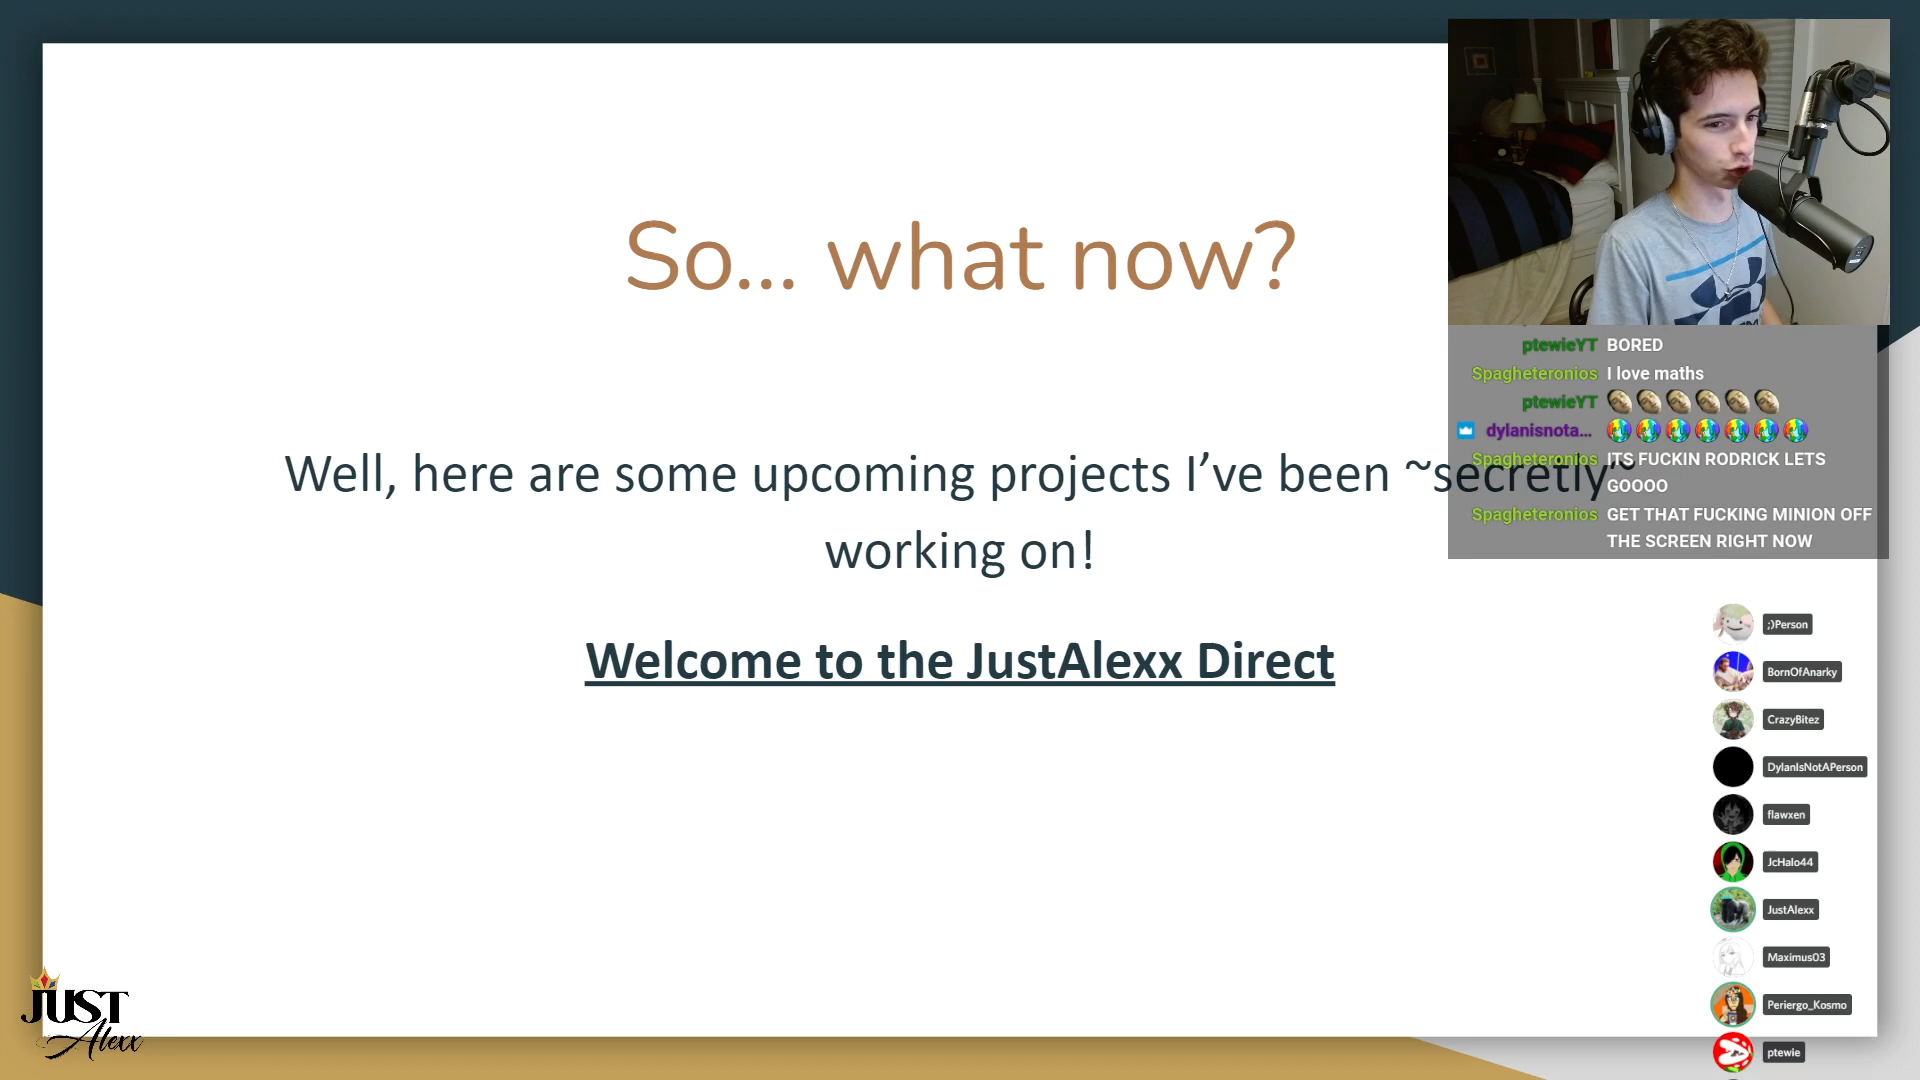 So... what now?
Well, here are some upcoming projects I’ve been ~secretly~
working on!
Welcome to the JustAlexx Direct
ptewieYT BORED
Spagheteronios I love maths
ptewieYT
dylanisnota...
Spagheteronios ITS FUCKIN RODRICK LETS
GOOOO
Spagheteronios GET THAT FUCKING MINION OFF
THE SCREEN RIGHT NOW
;)Person
BornOfAnarky
CrazyBitez
DylanIsNotAPerson
flawxen
JcHalo44
JustAlexx
Maximus03
Periergo_Kosmo
ptewie
JUST
Alexx